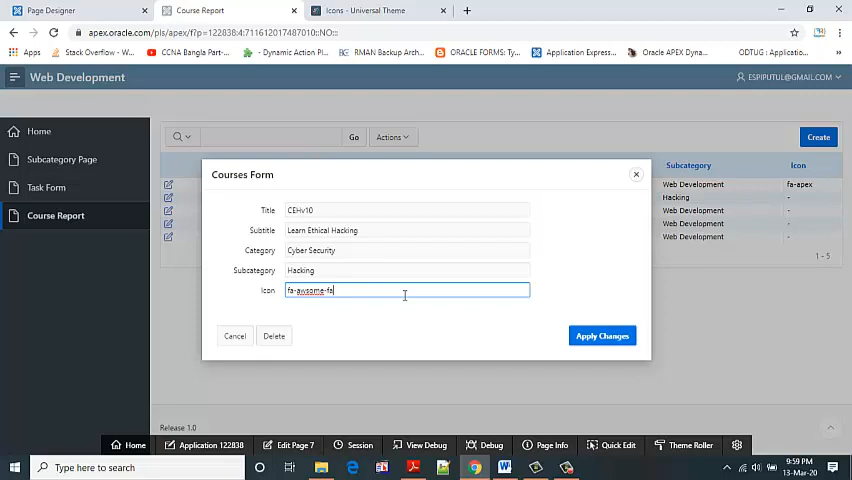 Page Designer
Course Report
Icons - Universal Theme
apex.oracle.com/pls/apex/f?p=122838:4:711612017487010::NO:::
Apps
Stack Overflow - W...
CCNA Bangla Part-...
- Dynamic Action Pl...
RMAN Backup Arch...
ORACLE FORMS: Ty...
Application Express...
Oracle APEX Dyna...
ODTUG : Applicatio...
Web Development
ESPIPUTUL@GMAIL.COM
Home
Subcategory Page
Task Form
Course Report
Go
Actions
Create
Subcategory Icon
Web Development fa-apex
Hacking -
Web Development -
Web Development -
Web Development -
1 - 5
Courses Form
Title CEHv10
Subtitle Learn Ethical Hacking
Category Cyber Security
Subcategory Hacking
Icon fa-awsome-fa
Cancel
Delete
Apply Changes
Release 1.0
Home
Application 122838
Edit Page 7
Session
View Debug
Debug
Page Info
Quick Edit
Theme Roller
Type here to search
9:59 PM
13-Mar-20